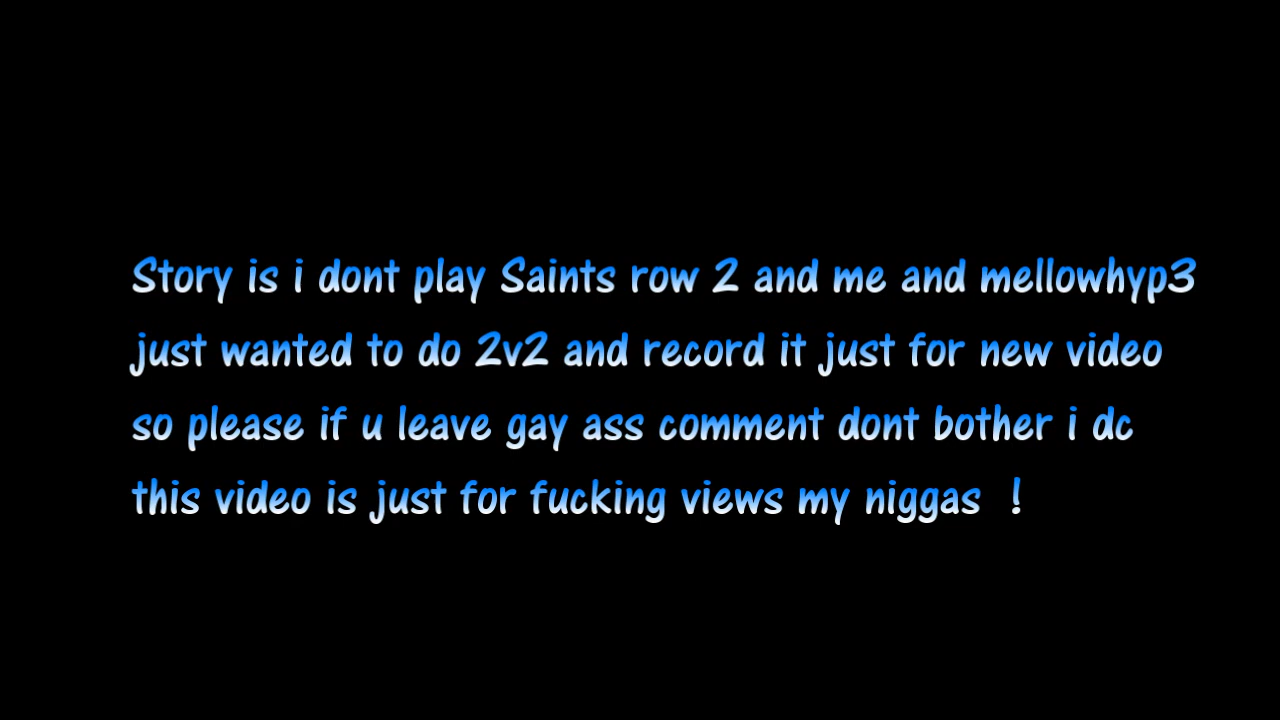 Story is i dont play Saints row 2 and me and mellowhyp3
just wanted to do 2v2 and record it just for new video
so please if u leave gay ass comment dont bother i dc
this video is just for fucking views my niggas  !